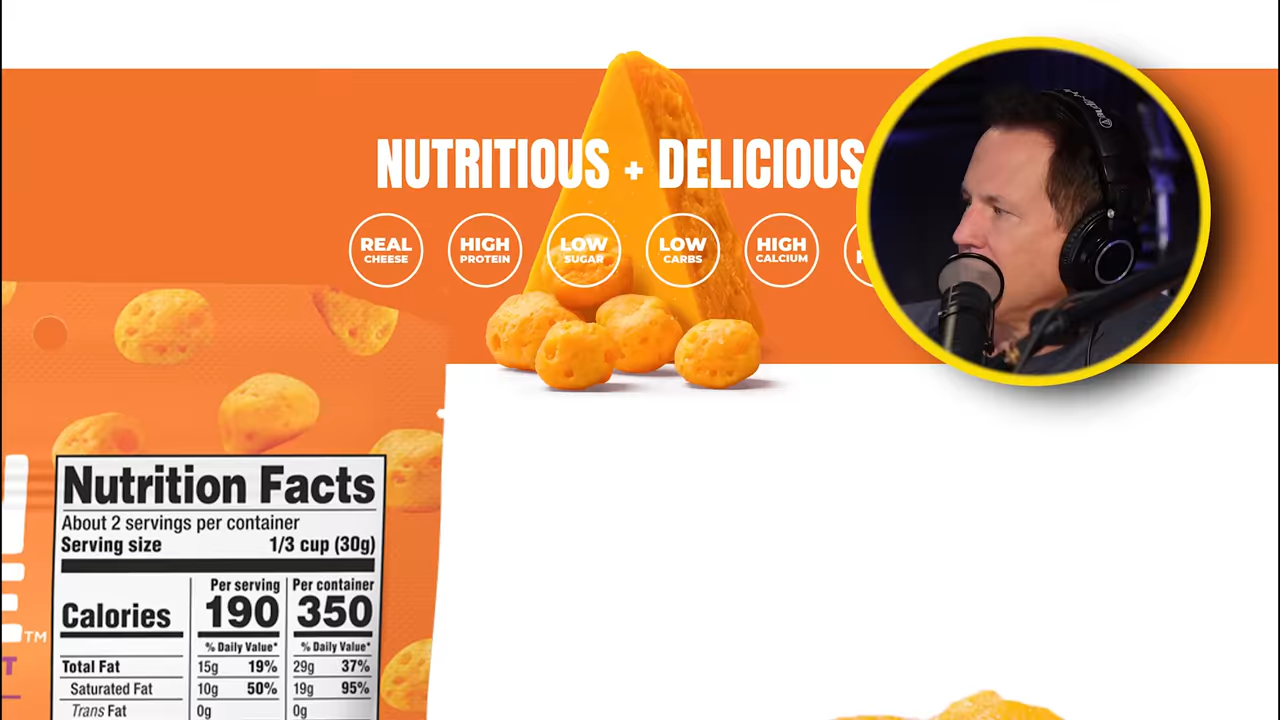 NUTRITIOUS + DELICIOUS
REAL
CHEESE
HIGH
PROTEIN
LOW
SUGAR
LOW
CARBS
HIGH
CALCIUM
Nutrition Facts
About 2 servings per container
Serving size 1/3 cup (30g)
Per serving Per container
Calories 190 350
% Daily Value* % Daily Value*
Total Fat 15g 19% 29g 37%
Saturated Fat 10g 50% 19g 95%
Trans Fat 0g 0g
TM
T